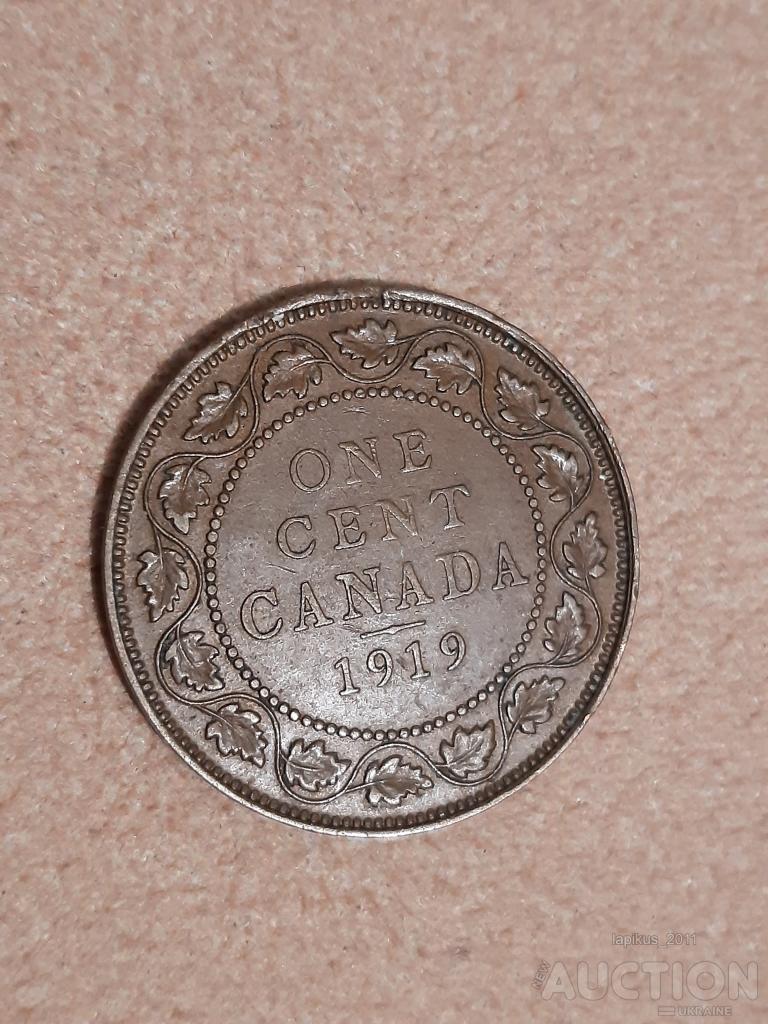 ONE
CENT
CANADA
1919
lapikus_2011
NEW AUCTION
UKRAINE